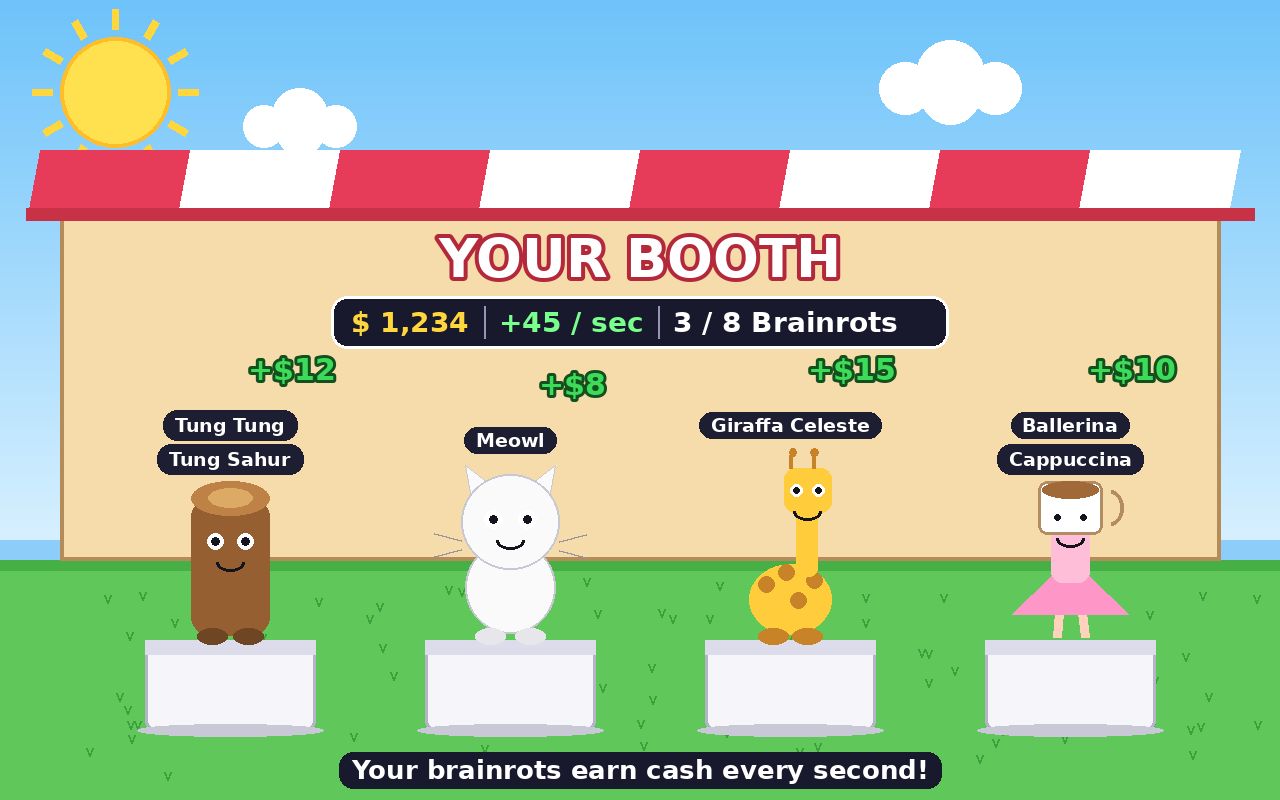 YOUR BOOTH
$ 1,234 | +45 / sec | 3 / 8 Brainrots
+$12
+$8
+$15
+$10
Tung Tung
Tung Sahur
Meowl
Giraffa Celeste
Ballerina
Cappuccina
Your brainrots earn cash every second!